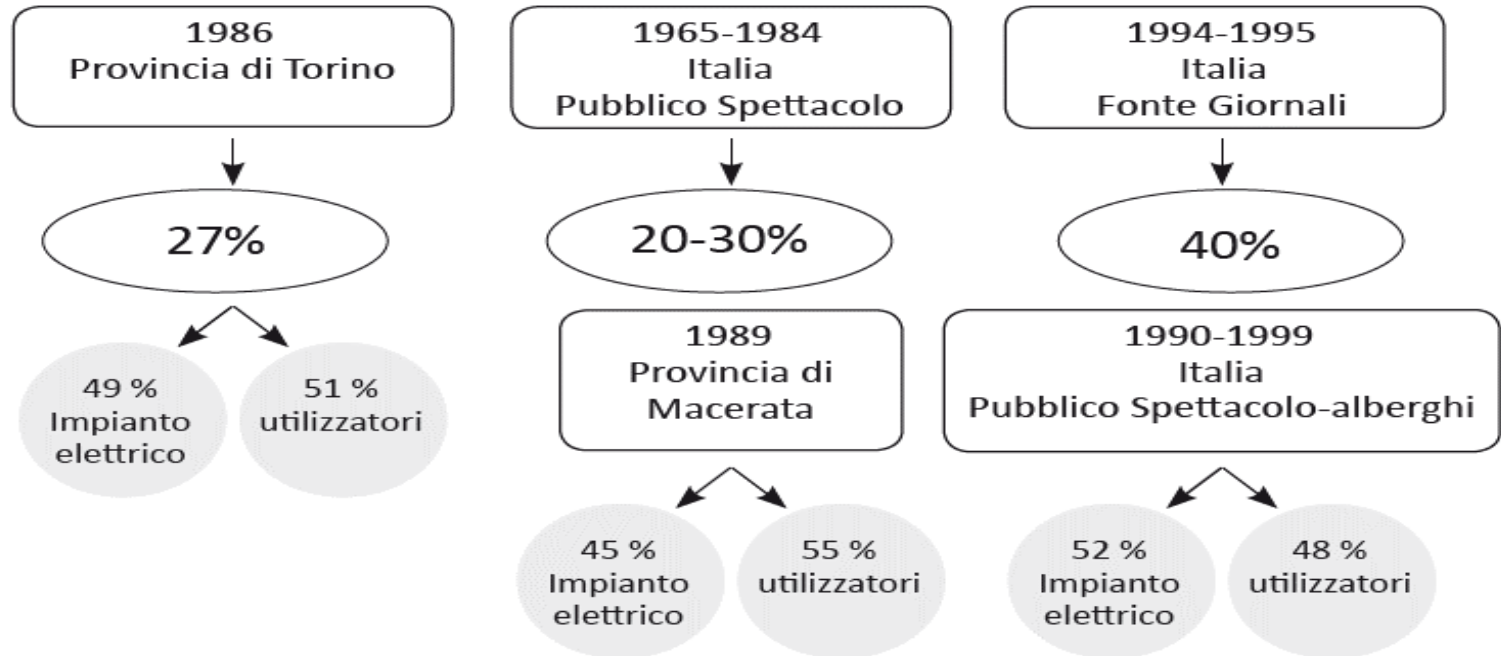 1986
Provincia di Torino
27%
49 %
Impianto
elettrico
51 %
utilizzatori
1965-1984
Italia
Pubblico Spettacolo
20-30%
1989
Provincia di
Macerata
45 %
Impianto
elettrico
55 %
utilizzatori
1994-1995
Italia
Fonte Giornali
40%
1990-1999
Italia
Pubblico Spettacolo-alberghi
52 %
Impianto
elettrico
48 %
utilizzatori